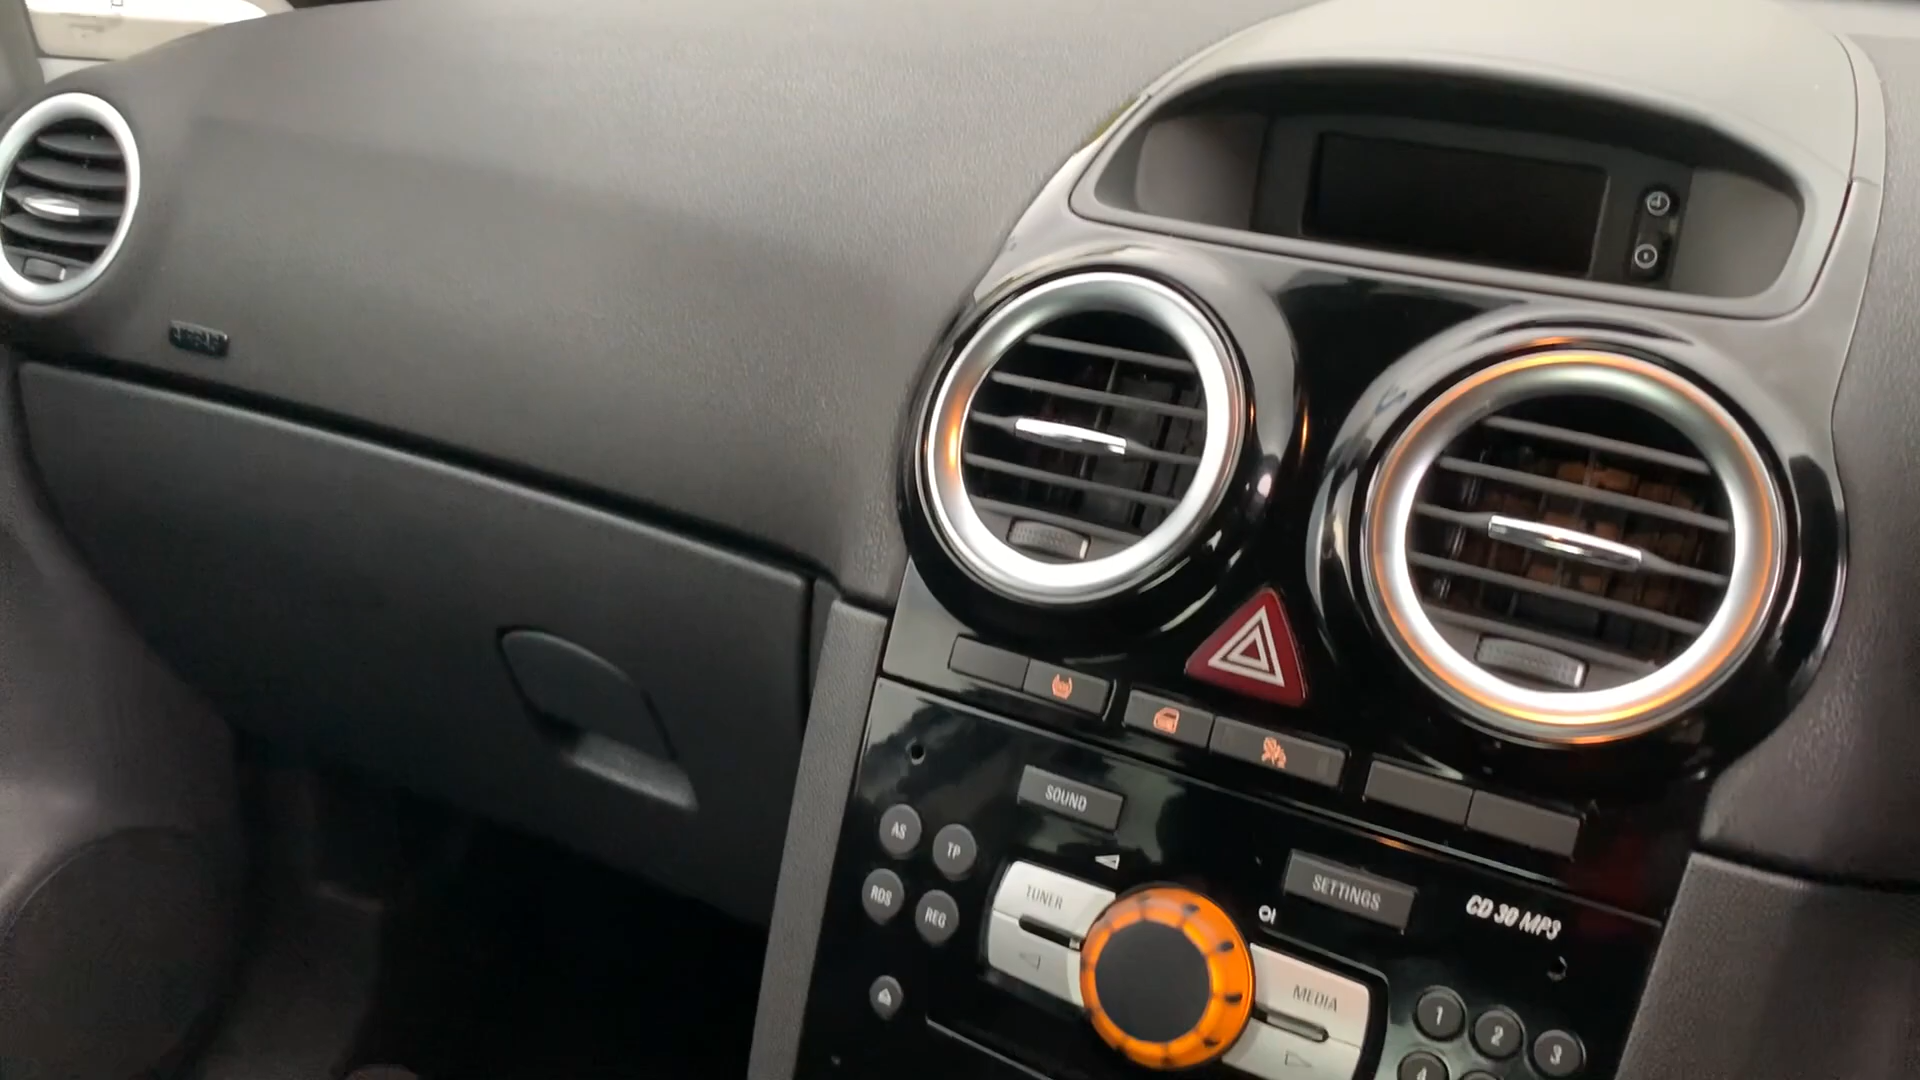 SOUND
AS
TP
RDS
REG
TUNER
SETTINGS
CD 30 MP3
MEDIA
1
2
3